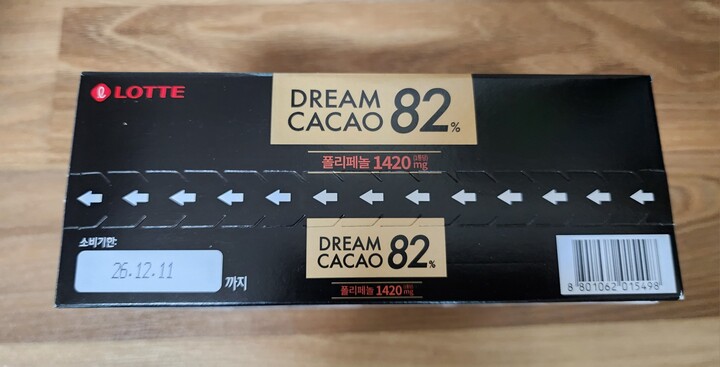 LOTTE
DREAM
CACAO 82%
폴리페놀 1420mg
소비기한:
26.12.11 까지
DREAM
CACAO 82%
폴리페놀 1420mg
8 801062 015498